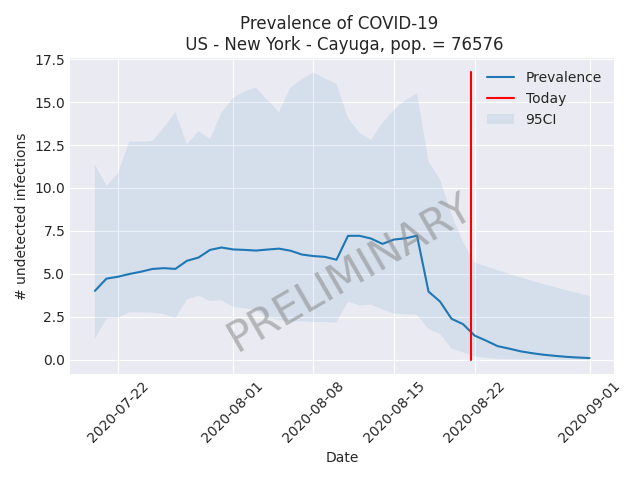 Prevalence of COVID-19
US - New York - Cayuga, pop. = 76576
17.5
15.0
12.5
10.0
7.5
5.0
2.5
0.0
# undetected infections
Prevalence
Today
95CI
PRELIMINARY
2020-07-22
2020-08-01
2020-08-08
2020-08-15
2020-08-22
2020-09-01
Date